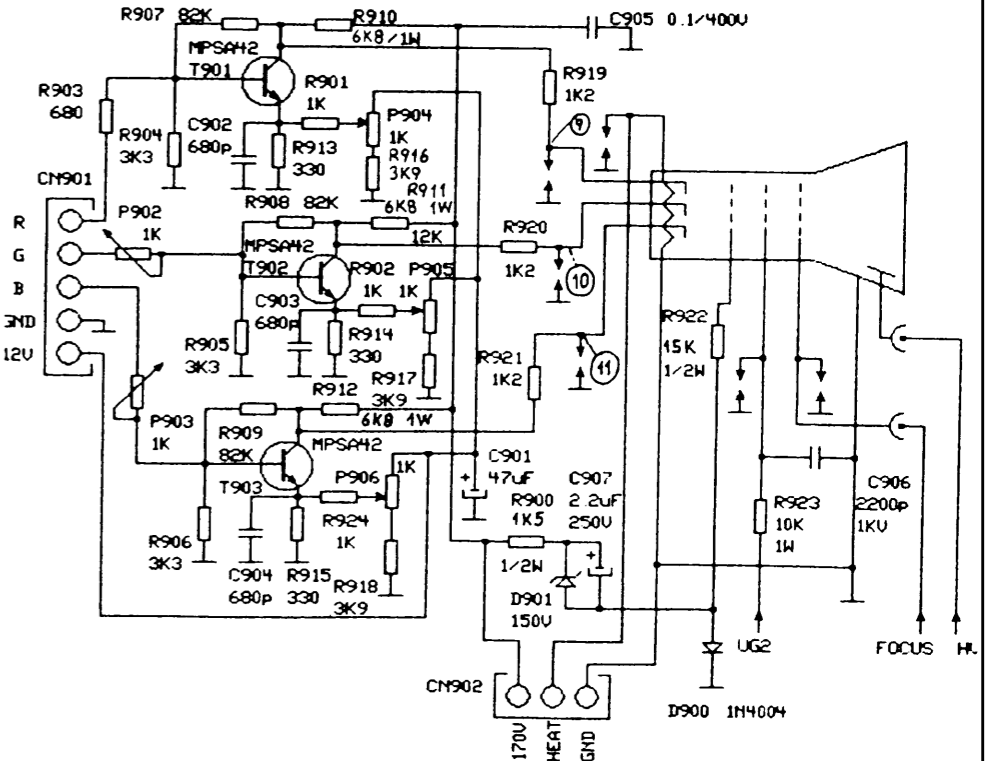 R907 82K
R910
6K8/1W
C905 0.1/400V
MPSA42
T901
R919
1K2
R903
680
R901
1K
P904
1K
9
R904
3K3
C902
680p
R913
330
R916
3K9
CN901
R
G
B
GND
12V
P902
1K
R908 82K
R911
6K8 1W
12K
R920
1K2
10
MPSA42
T902
R902
1K
P905
1K
C903
680p
R914
330
R905
3K3
R917
3K9
R912
6K8 1W
R921
1K2
11
R922
15K
1/2W
P903
1K
R909
82K
MPSA42
T903
P906
1K
C901
47uF
C907
2.2uF
250V
R900
1K5
1/2W
R924
1K
R906
3K3
C904
680p
R915
330
R918
3K9
D901
150V
R923
10K
1W
C906
2200p
1KV
UG2
FOCUS
CN902
170V
HEAT
GND
D900 1N4004